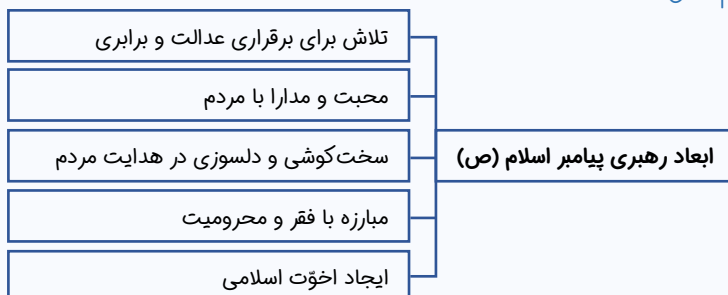 تلاش برای برقراری عدالت و برابری
محبت و مدارا با مردم
ابعاد رهبری پیامبر اسلام (ص)
سخت‌کوشی و دلسوزی در هدایت مردم
مبارزه با فقر و محرومیت
ایجاد اخوّت اسلامی